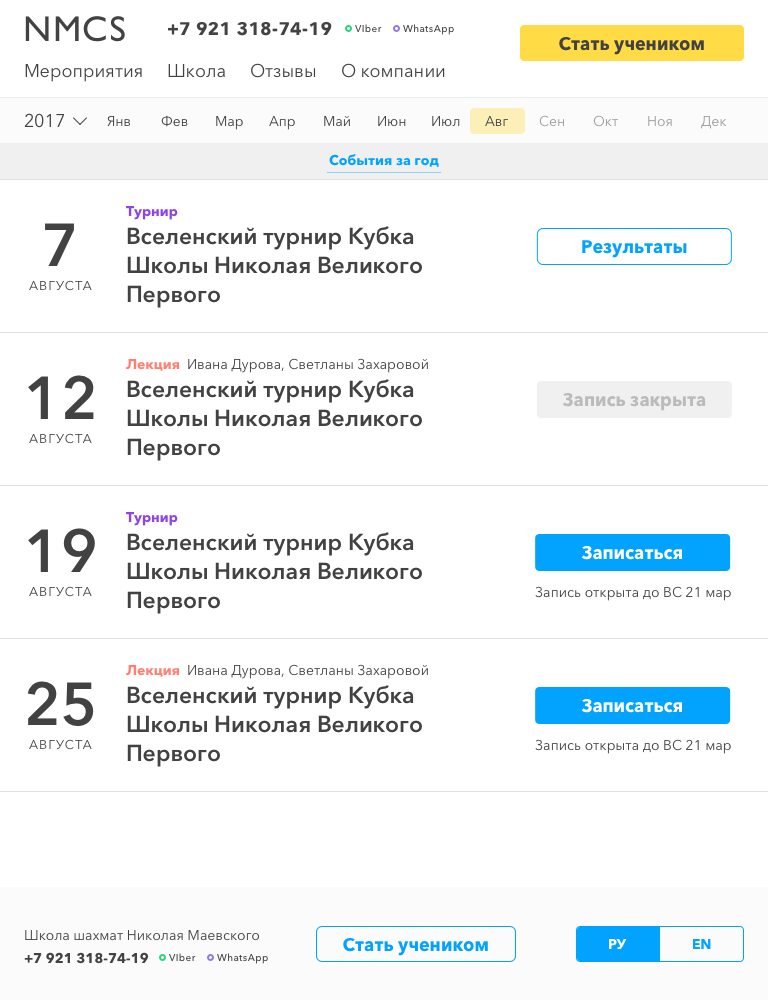 NMCS
+7 921 318-74-19 VIber WhatsApp
Стать учеником
Мероприятия Школа Отзывы О компании
2017 Янв Фев Мар Апр Май Июн Июл Авг Сен Окт Ноя Дек
События за год
7
АВГУСТА
Турнир
Вселенский турнир Кубка
Школы Николая Великого
Первого
Результаты
12
АВГУСТА
Лекция Ивана Дурова, Светланы Захаровой
Вселенский турнир Кубка
Школы Николая Великого
Первого
Запись закрыта
19
АВГУСТА
Турнир
Вселенский турнир Кубка
Школы Николая Великого
Первого
Записаться
Запись открыта до ВС 21 мар
25
АВГУСТА
Лекция Ивана Дурова, Светланы Захаровой
Вселенский турнир Кубка
Школы Николая Великого
Первого
Записаться
Запись открыта до ВС 21 мар
Школа шахмат Николая Маевского
+7 921 318-74-19 VIber WhatsApp
Стать учеником
РУ EN